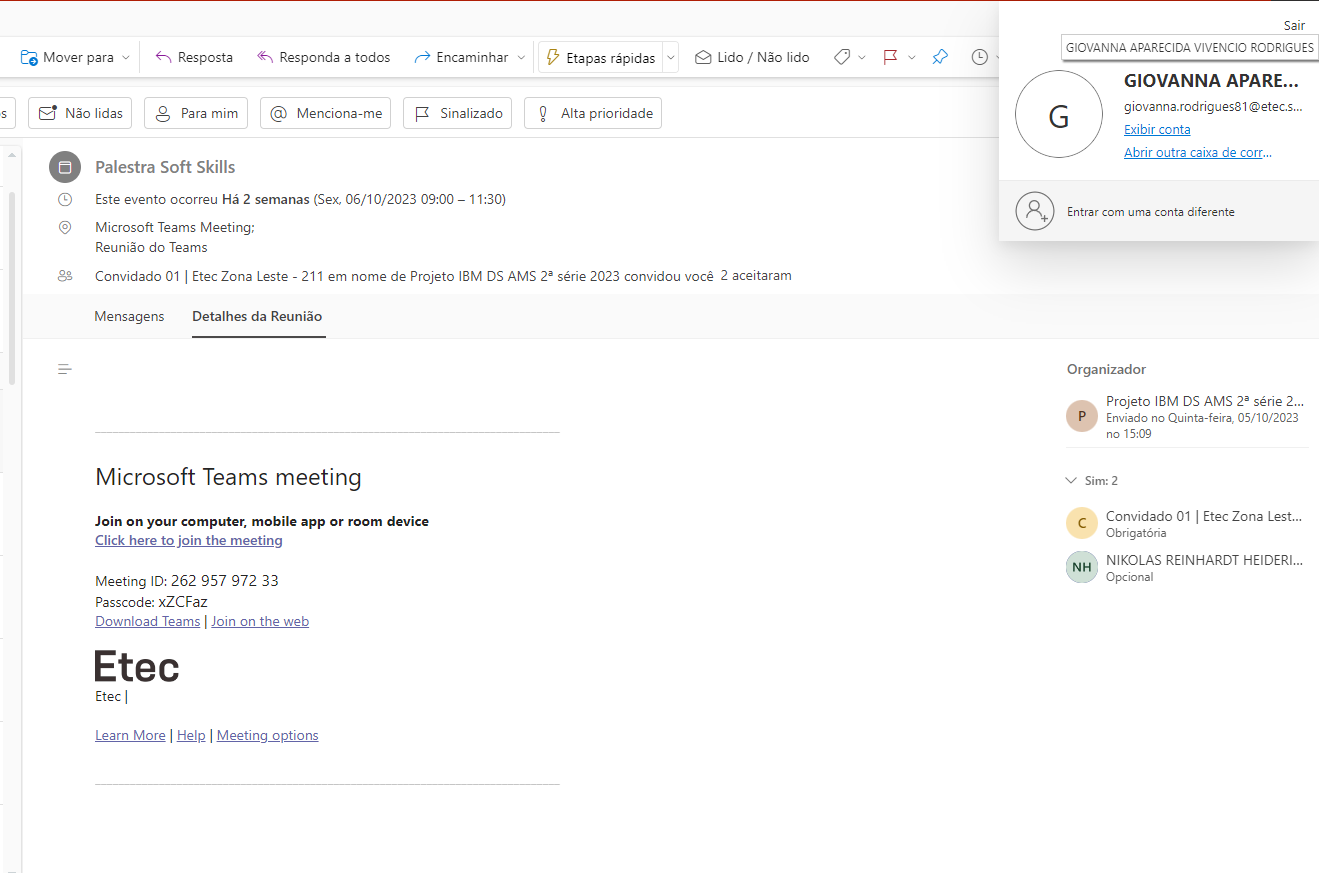 Sair
Mover para
Resposta
Responda a todos
Encaminhar
Etapas rápidas
Lido / Não lido
GIOVANNA APARECIDA VIVENCIO RODRIGUES
G
GIOVANNA APARE...
giovanna.rodrigues81@etec.s...
Exibir conta
Abrir outra caixa de corr...
Entrar com uma conta diferente
Não lidas
Para mim
@ Menciona-me
Sinalizado
Alta prioridade
Palestra Soft Skills
Este evento ocorreu Há 2 semanas (Sex, 06/10/2023 09:00 – 11:30)
Microsoft Teams Meeting;
Reunião do Teams
Convidado 01 | Etec Zona Leste - 211 em nome de Projeto IBM DS AMS 2ª série 2023 convidou você 2 aceitaram
Mensagens
Detalhes da Reunião
Microsoft Teams meeting
Join on your computer, mobile app or room device
Click here to join the meeting
Meeting ID: 262 957 972 33
Passcode: xZCFaz
Download Teams | Join on the web
Etec
Etec |
Learn More | Help | Meeting options
Organizador
P
Projeto IBM DS AMS 2ª série 2...
Enviado no Quinta-feira, 05/10/2023
no 15:09
Sim: 2
C
Convidado 01 | Etec Zona Lest...
Obrigatória
NH
NIKOLAS REINHARDT HEIDERI...
Opcional